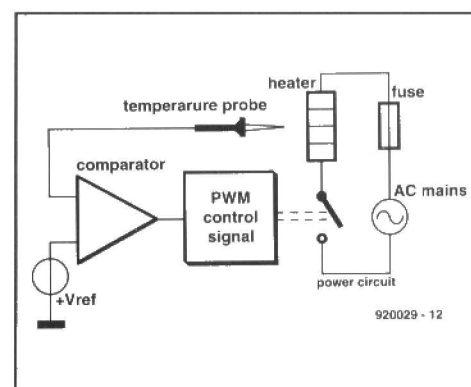 heater
fuse
temperarure probe
comparator
PWM
control
signal
AC mains
+Vref
power circuit
920029 - 12